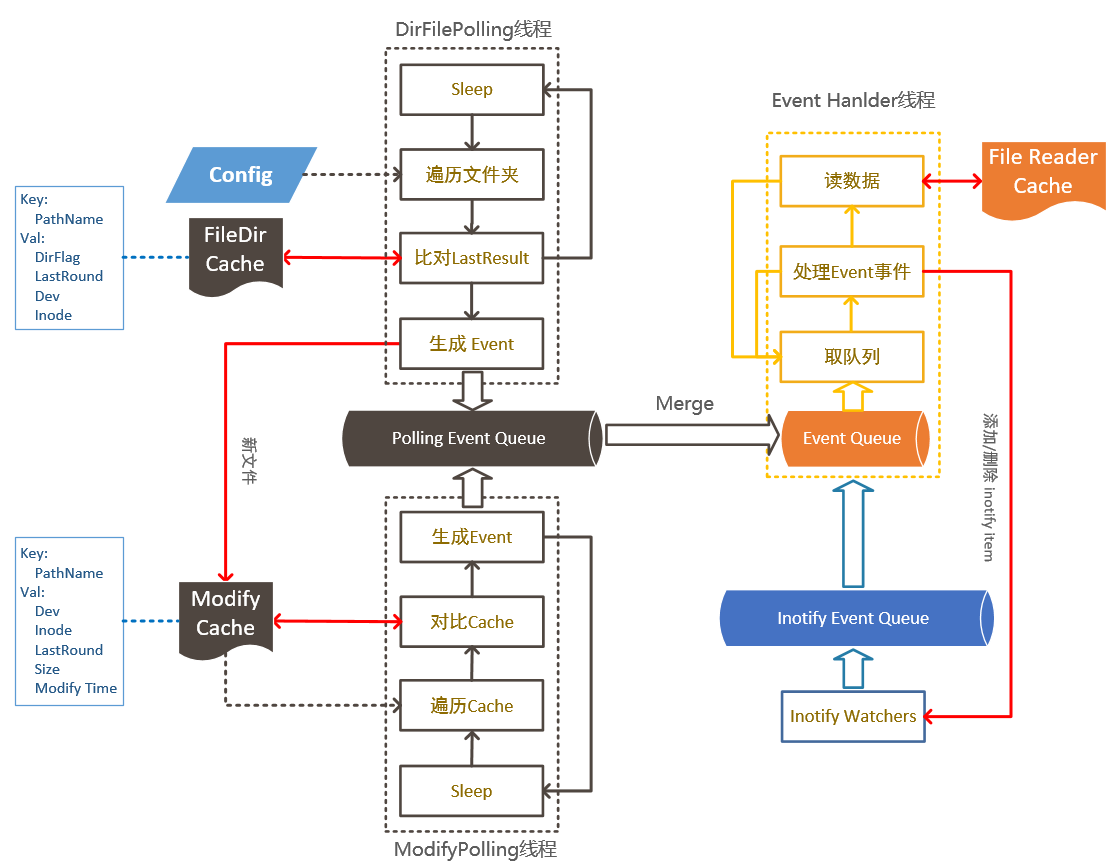 DirFilePolling线程
Sleep
遍历文件夹
比对LastResult
生成 Event
Config
FileDir
Cache
Key:
PathName
Val:
DirFlag
LastRound
Dev
Inode
新文件
Polling Event Queue
Merge
生成Event
对比Cache
遍历Cache
Sleep
ModifyPolling线程
Modify
Cache
Key:
PathName
Val:
Dev
Inode
LastRound
Size
Modify Time
Event Hanlder线程
读数据
处理Event事件
取队列
Event Queue
File Reader
Cache
添加/删除 inotify item
Inotify Event Queue
Inotify Watchers